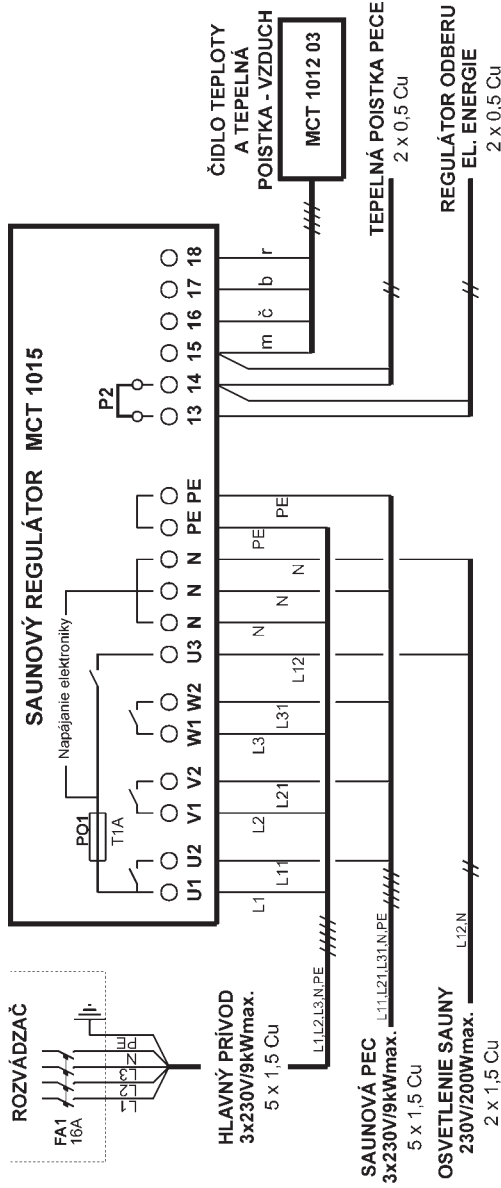 ROZVÁDZAČ
FA1
16A
L1
L2
L3
N
PE
SAUNOVÝ REGULÁTOR MCT 1015
Napájanie elektroniky
PO1
T1A
P2
U1 U2 V1 V2 W1 W2 U3 N N N PE PE 13 14 15 16 17 18
L1
L11
L2
L21
L3
L31
L12
N
N
N
PE
PE
m
č
b
r
HLAVNÝ PRÍVOD
3x230V/9kWmax.
5 x 1,5 Cu
L1,L2,L3,N,PE
SAUNOVÁ PEC
3x230V/9kWmax.
5 x 1,5 Cu
L11,L21,L31,N,PE
OSVETLENIE SAUNY
230V/200Wmax.
2 x 1,5 Cu
L12,N
ČIDLO TEPLOTY
A TEPELNÁ
POISTKA - VZDUCH
MCT 1012 03
TEPELNÁ POISTKA PECE
2 x 0,5 Cu
REGULÁTOR ODBERU
EL. ENERGIE
2 x 0,5 Cu